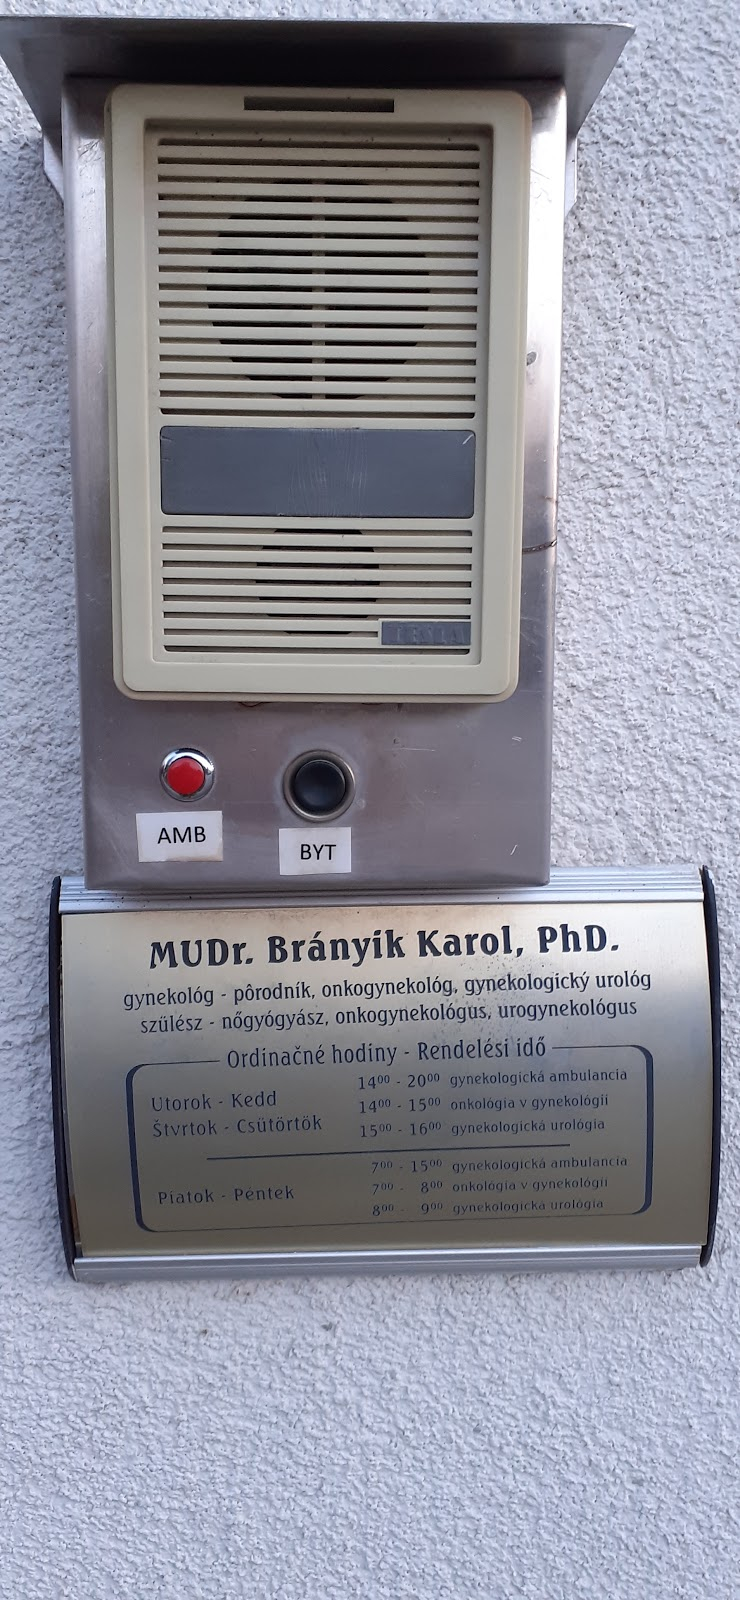 TESLA
AMB
BYT
MUDr. Brányik Karol, PhD.
gynekológ - pôrodník, onkogynekológ, gynekologický urológ
szülész - nőgyógyász, onkogynekológus, urogynekológus
Ordinačné hodiny - Rendelési idő
Utorok - Kedd
Štvrtok - Csütörtök
14⁰⁰ - 20⁰⁰ gynekologická ambulancia
14⁰⁰ - 15⁰⁰ onkológia v gynekológii
15⁰⁰ - 16⁰⁰ gynekologická urológia
Piatok - Péntek
7⁰⁰ - 15⁰⁰ gynekologická ambulancia
7⁰⁰ - 8⁰⁰ onkológia v gynekológii
8⁰⁰ - 9⁰⁰ gynekologická urológia